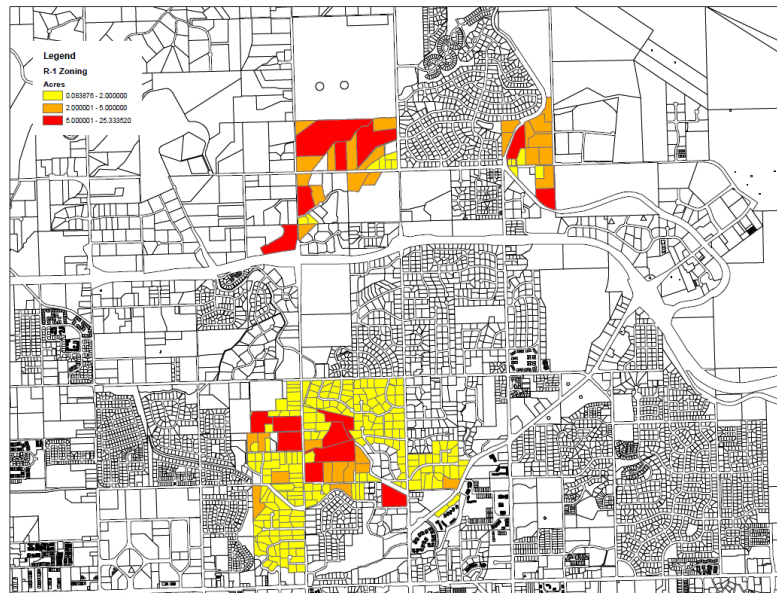 Legend
R-1 Zoning
Acres
0.083876 - 2.000000
2.000001 - 5.000000
5.000001 - 25.333520